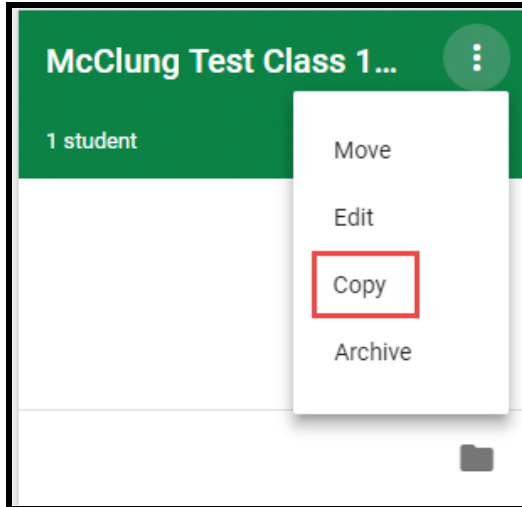 McClung Test Class 1...
1 student
Move
Edit
Copy
Archive